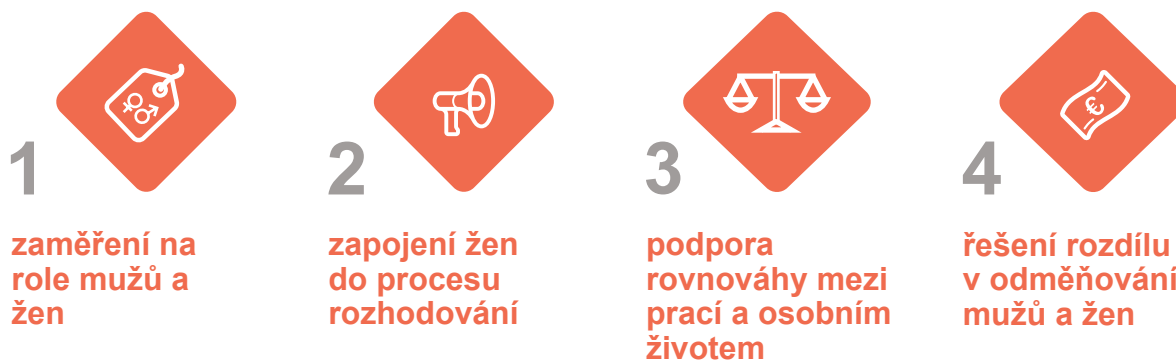 1
zaměření na
role mužů a
žen
2
zapojení žen
do procesu
rozhodování
3
podpora
rovnováhy mezi
prací a osobním
životem
4
€
řešení rozdílu
v odměňování
mužů a žen